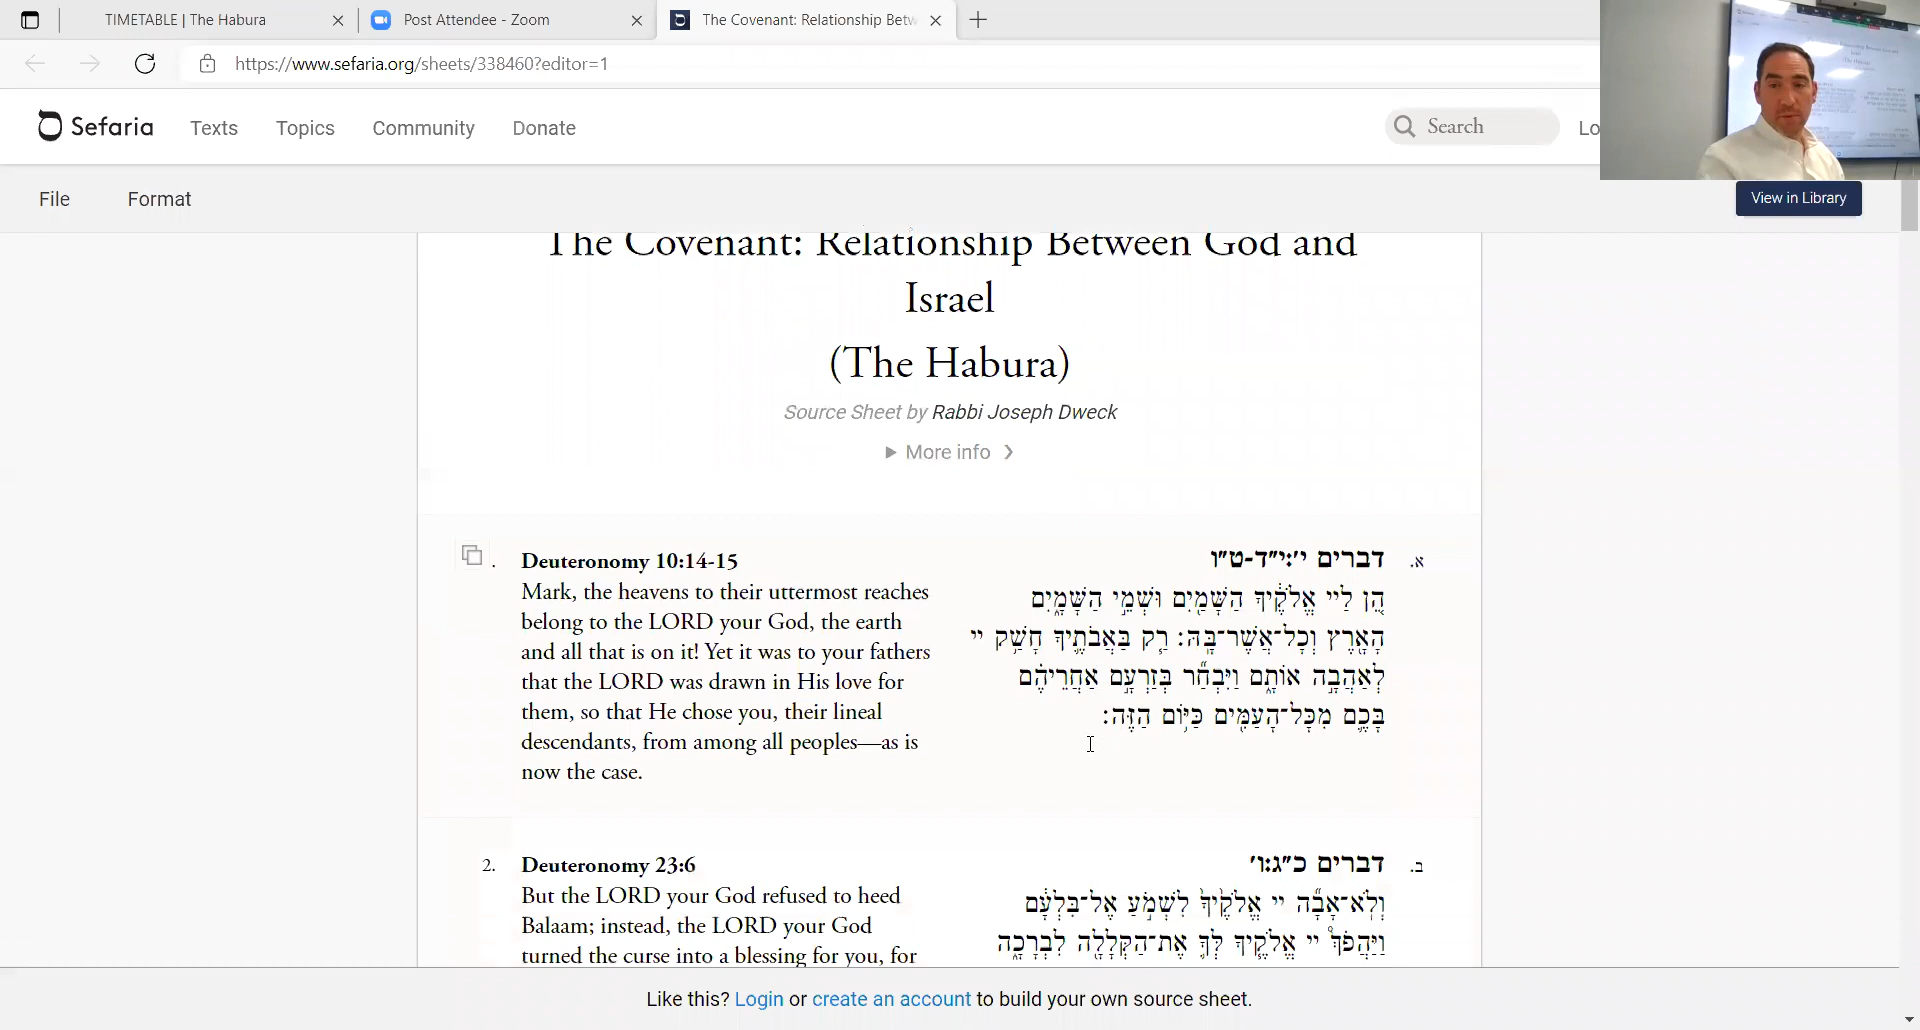 TIMETABLE | The Habura
Post Attendee - Zoom
The Covenant: Relationship Betw
https://www.sefaria.org/sheets/338460?editor=1
Sefaria
Texts
Topics
Community
Donate
Search
Lo
File
Format
View in Library
The Covenant: Relationship Between God and
Israel
(The Habura)
Source Sheet by Rabbi Joseph Dweck
More info
Deuteronomy 10:14-15
Mark, the heavens to their uttermost reaches
belong to the LORD your God, the earth
and all that is on it! Yet it was to your fathers
that the LORD was drawn in His love for
them, so that He chose you, their lineal
descendants, from among all peoples—as is
now the case.
א.
דברים י׳:י״ד-ט״ו
הֵ֚ן לַיי אֱלֹקֶ֔יךָ הַשָּׁמַ֖יִם וּשְׁמֵ֣י הַשָּׁמָ֑יִם
הָאָ֖רֶץ וְכׇל־אֲשֶׁר־בָּֽהּ׃ רַ֧ק בַּאֲבֹתֶ֛יךָ חָשַׁ֥ק יי
לְאַהֲבָ֣ה אוֹתָ֑ם וַיִּבְחַ֞ר בְּזַרְעָ֣ם אַחֲרֵיהֶ֗ם
בָּכֶ֛ם מִכׇּל־הָעַמִּ֖ים כַּיּ֥וֹם הַזֶּֽה׃
2.
Deuteronomy 23:6
But the LORD your God refused to heed
Balaam; instead, the LORD your God
turned the curse into a blessing for you, for
ב.
דברים כ״ג:ו׳
וְלֹֽא־אָבָ֞ה יי אֱלֹקֶ֙יךָ֙ לִשְׁמֹ֣עַ אֶל־בִּלְעָ֔ם
וַיַּהֲפֹךְ֩ יי אֱלֹקֶ֧יךָ לְּךָ֛ אֶת־הַקְּלָלָ֖ה לִבְרָכָ֑ה
Like this? Login or create an account to build your own source sheet.